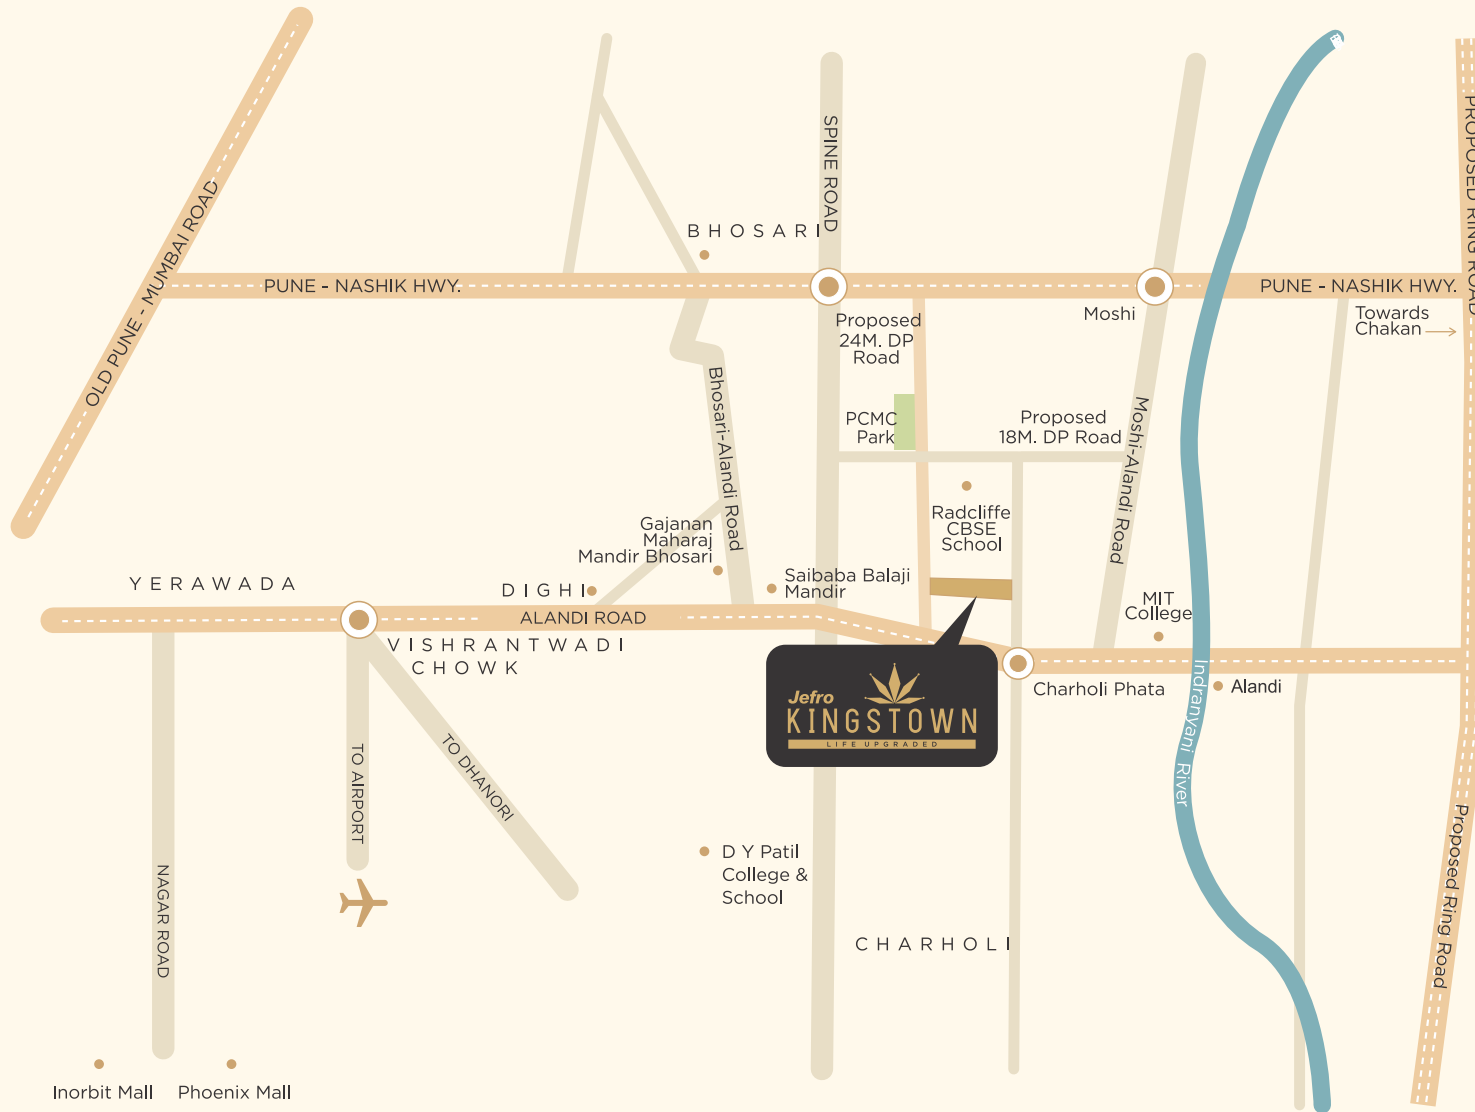 OLD PUNE - MUMBAI ROAD
SPINE ROAD
PROPOSED RING ROAD
BHOSARI
PUNE - NASHIK HWY.
PUNE - NASHIK HWY.
Proposed
24M. DP
Road
Moshi
Towards
Chakan
Bhosari-Alandi Road
PCMC
Park
Proposed
18M. DP Road
Moshi-Alandi Road
Radcliffe
CBSE
School
Gajanan
Maharaj
Mandir Bhosari
YERAWADA
DIGHI
Saibaba Balaji
Mandir
MIT
College
ALANDI ROAD
VISHRANTWADI
CHOWK
Charholi Phata
Alandi
Indranyani River
Jefro
KINGSTOWN
LIFE UPGRADED
TO AIRPORT
TO DHANORI
NAGAR ROAD
D Y Patil
College &
School
CHARHOLI
Proposed Ring Road
Inorbit Mall
Phoenix Mall